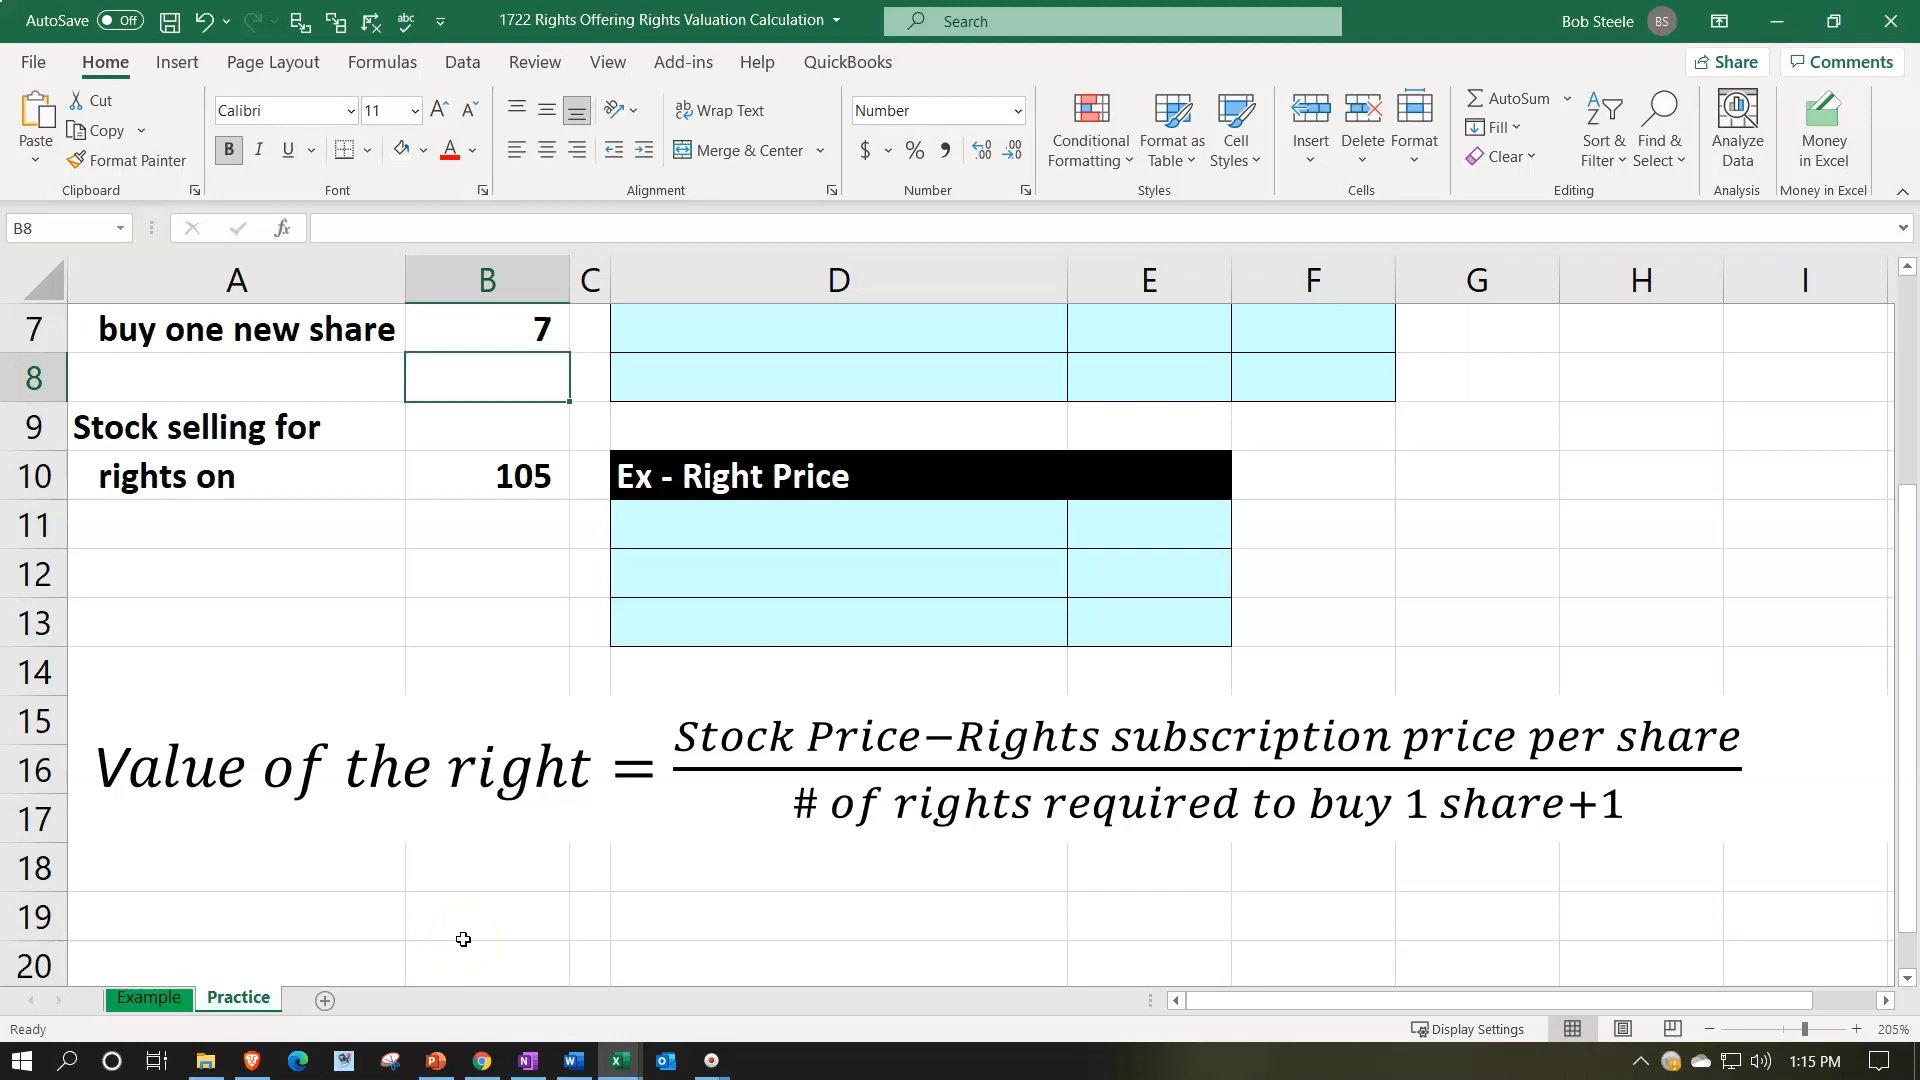 AutoSave Off
abc
1722 Rights Offering Rights Valuation Calculation
Search
Bob Steele BS
File Home Insert Page Layout Formulas Data Review View Add-ins Help QuickBooks
Share Comments
Paste
Cut
Copy
Format Painter
Clipboard
Calibri 11
B I U
Font
Wrap Text
Merge & Center
Alignment
Number
$ %
Number
Conditional Formatting
Format as Table
Cell Styles
Styles
Insert Delete Format
Cells
AutoSum
Fill
Clear
Sort & Filter
Find & Select
Editing
Analyze Data
Analysis
Money in Excel
Money in Excel
B8
fx
A B C D E F G H I
7 buy one new share 7
8
9 Stock selling for
10 rights on 105 Ex - Right Price
11
12
13
14
15
16
17
18
19
20
Value of the right = Stock Price−Rights subscription price per share
# of rights required to buy 1 share+1
Example Practice
Ready
Display Settings
205%
1:15 PM